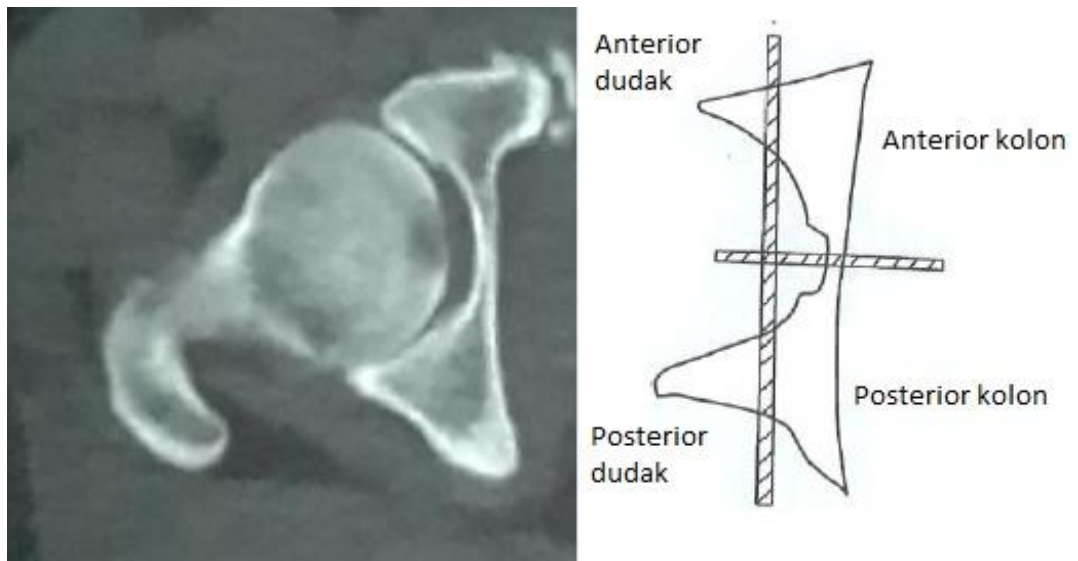 Anterior
dudak
Anterior kolon
Posterior kolon
Posterior
dudak